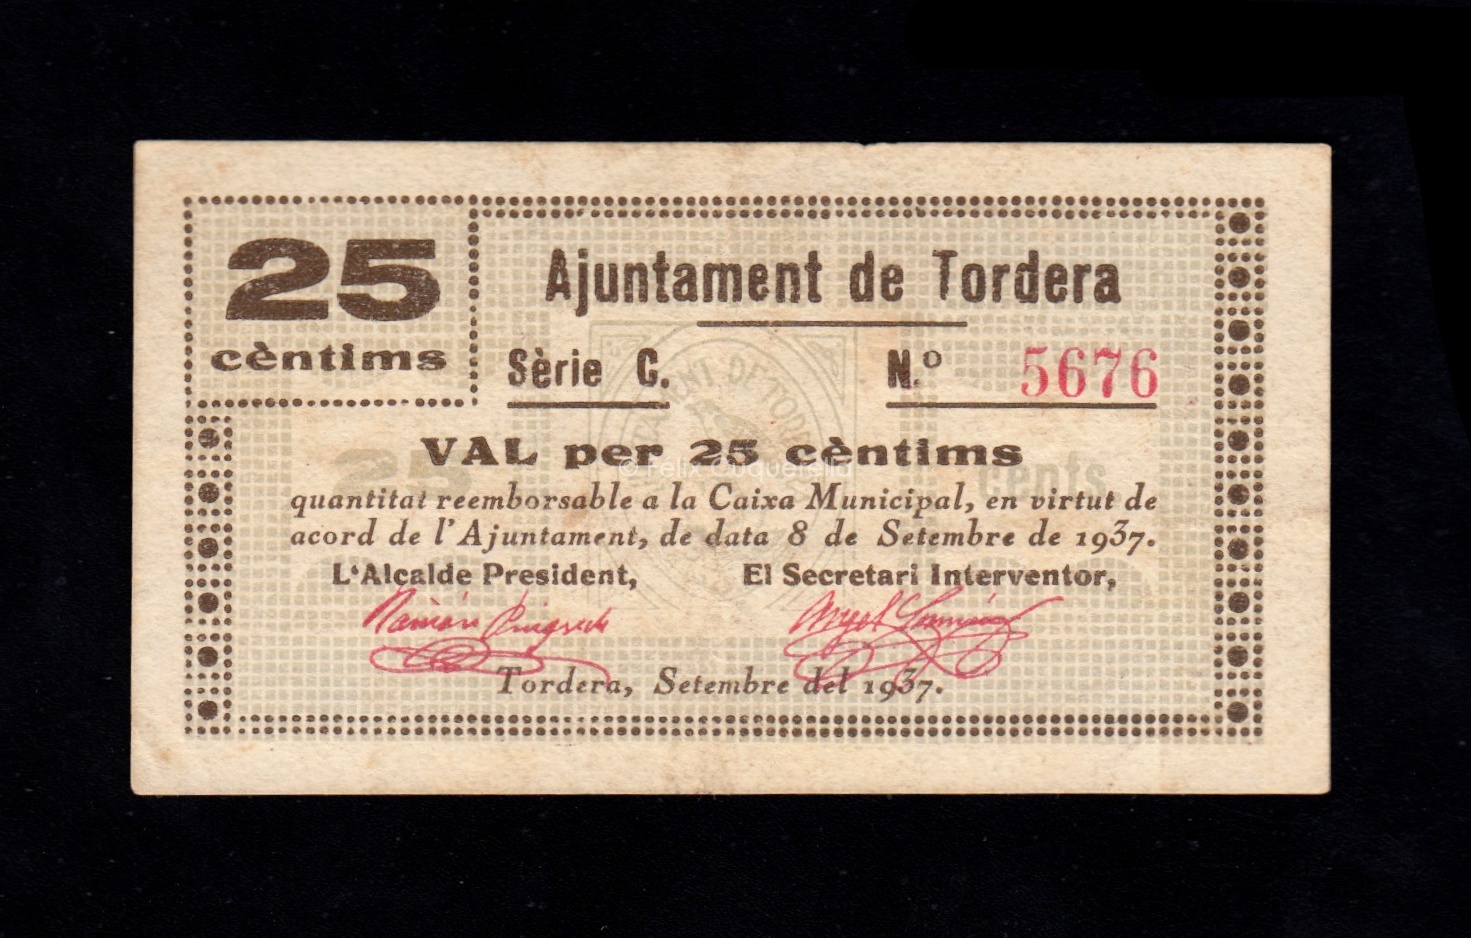 25
cèntims
Ajuntament de Tordera
Sèrie C.
N.º 5676
VAL per 25 cèntims
quantitat reemborsable a la Caixa Municipal, en virtut de
acord de l'Ajuntament, de data 8 de Setembre de 1937.
L'Alcalde President,
El Secretari Interventor,
Tordera, Setembre del 1937.
25
cents